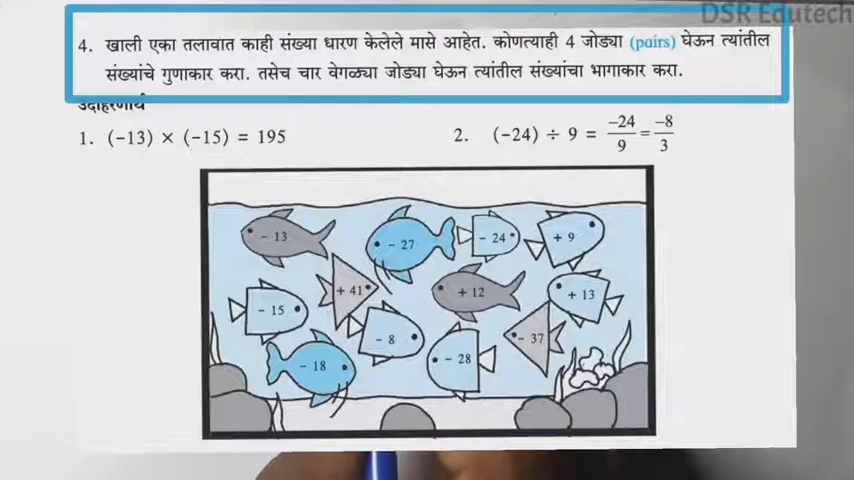 DSR Edutech
4. खाली एका तलावात काही संख्या धारण केलेले मासे आहेत. कोणत्याही 4 जोड्या (pairs) घेऊन त्यांतील
संख्यांचे गुणाकार करा. तसेच चार वेगळ्या जोड्या घेऊन त्यांतील संख्यांचा भागाकार करा.
उदाहरणार्थ
1. (-13) × (-15) = 195
2. (-24) ÷ 9 = -24/9 = -8/3
- 13
- 27
- 24
+ 9
+ 41
+ 12
+ 13
- 15
- 8
- 28
- 37
- 18